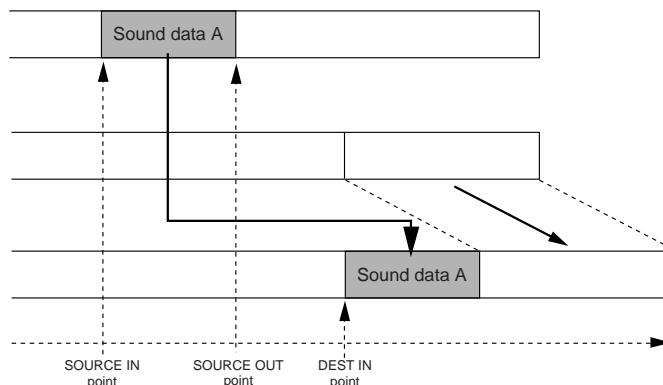 Sound data A
Sound data A
SOURCE IN
point
SOURCE OUT
point
DEST IN
point